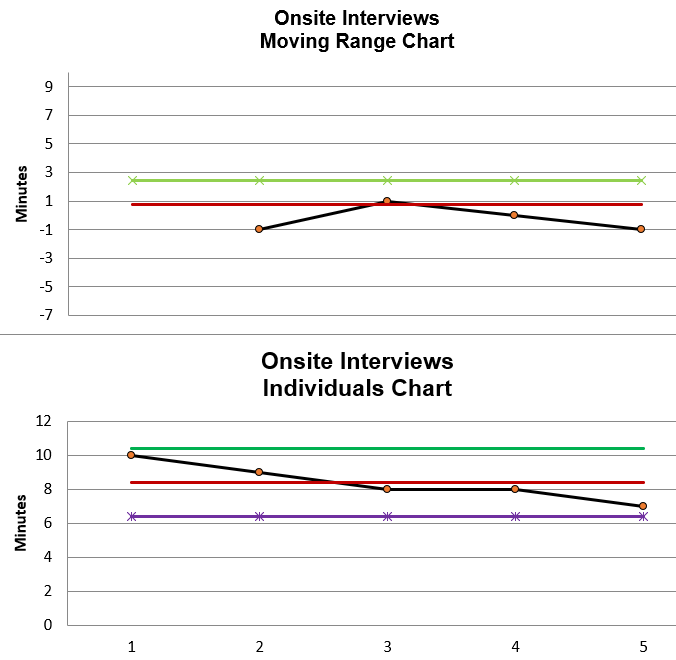 Onsite Interviews
Moving Range Chart
Minutes
9
7
5
3
1
-1
-3
-5
-7
Onsite Interviews
Individuals Chart
Minutes
12
10
8
6
4
2
0
1 2 3 4 5